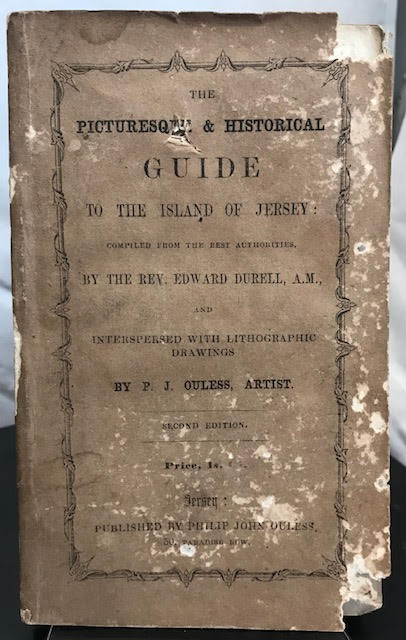 THE
PICTURESQUE & HISTORICAL
GUIDE
TO THE ISLAND OF JERSEY:
COMPILED FROM THE BEST AUTHORITIES,
BY THE REV. EDWARD DURELL, A.M.,
AND
INTERSPERSED WITH LITHOGRAPHIC
DRAWINGS
BY P. J. OULESS, ARTIST.
SECOND EDITION.
Price, 1s.
Jersey:
PUBLISHED BY PHILIP JOHN OULESS,
50, PARADISE ROW.